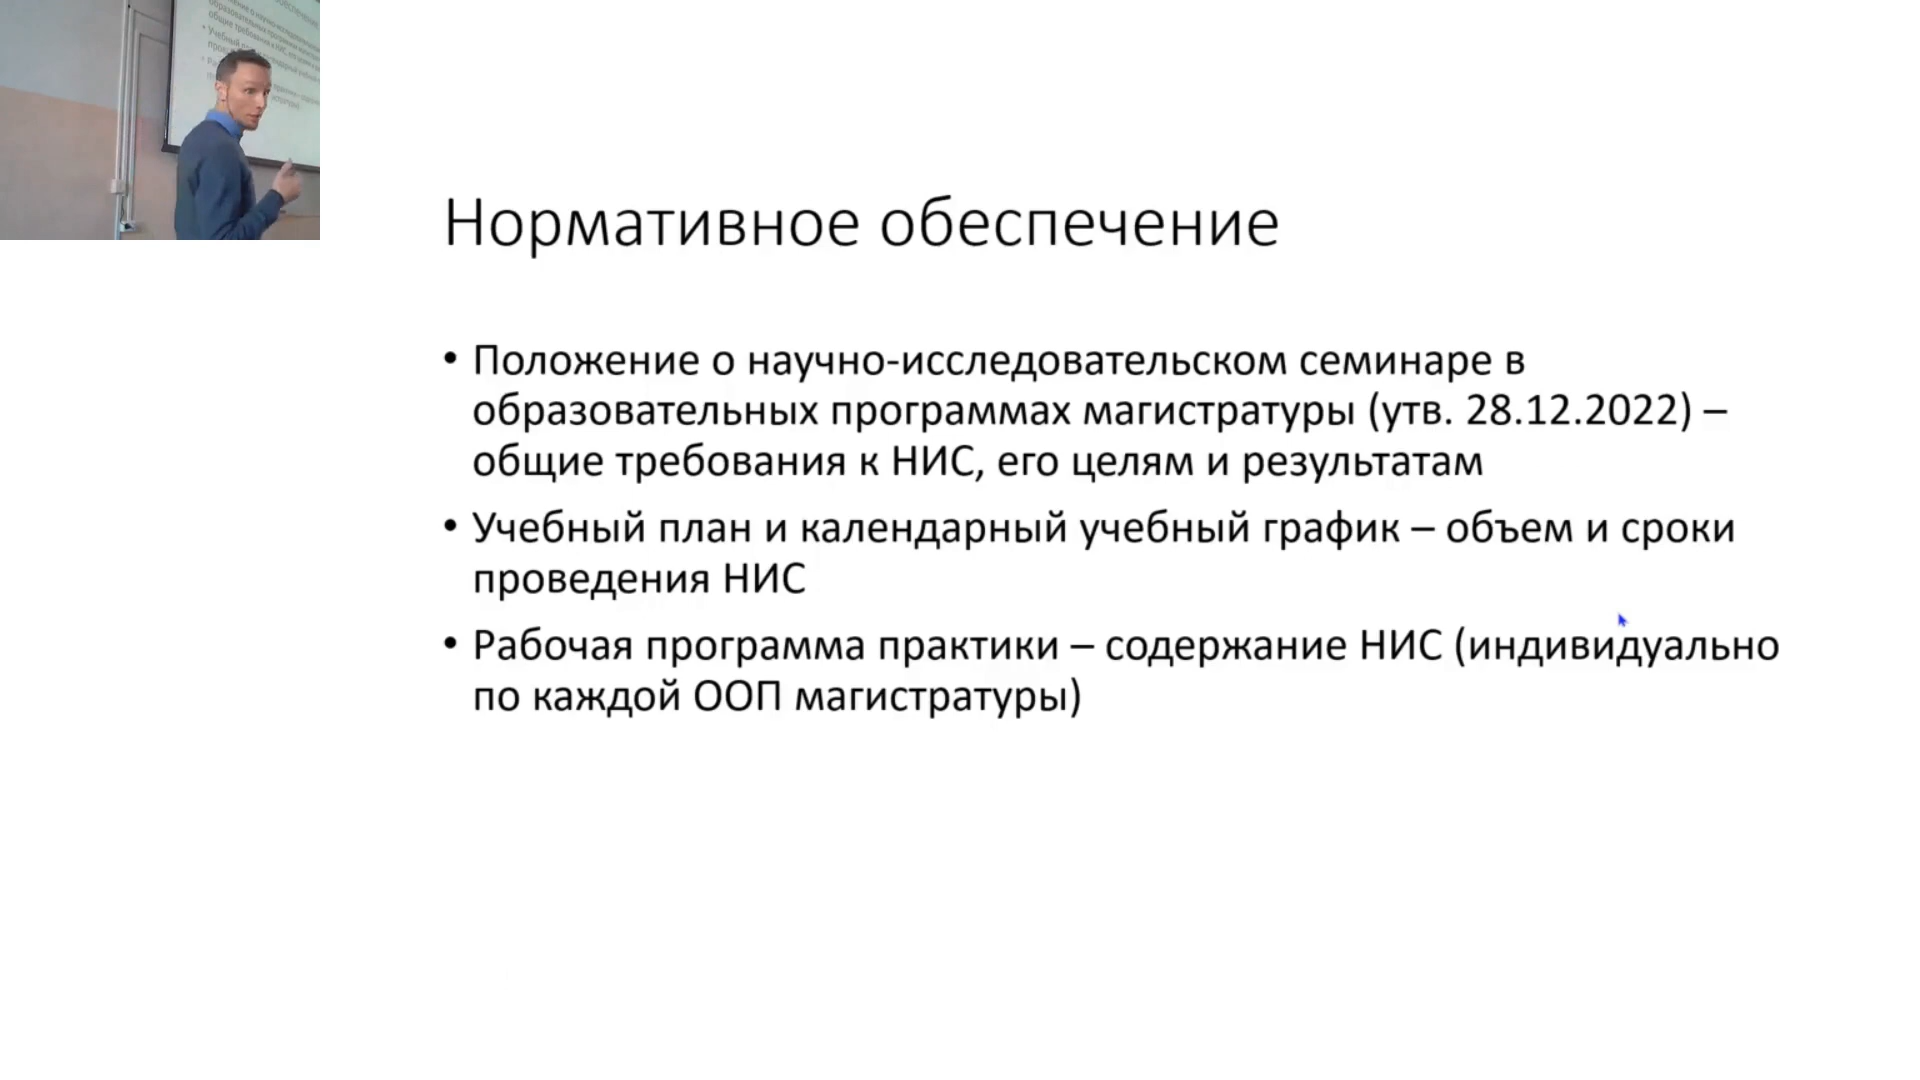 Нормативное обеспечение
• Положение о научно-исследовательском семинаре в
образовательных программах магистратуры (утв. 28.12.2022) –
общие требования к НИС, его целям и результатам
• Учебный план и календарный учебный график – объем и сроки
проведения НИС
• Рабочая программа практики – содержание НИС (индивидуально
по каждой ООП магистратуры)